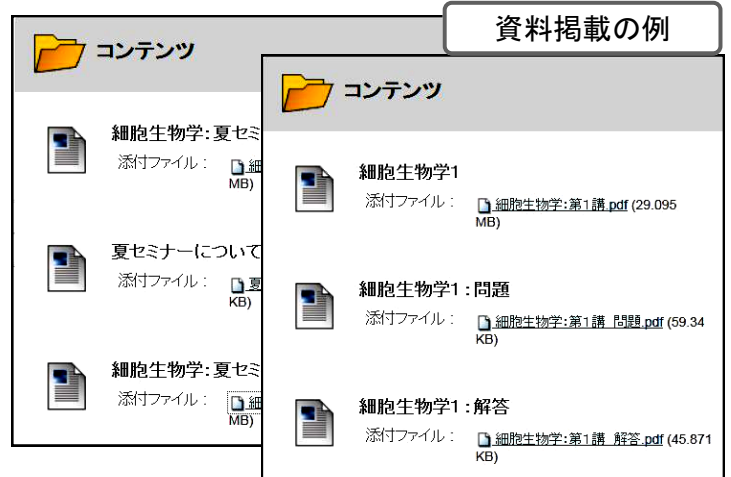 資料掲載の例
コンテンツ
細胞生物学:夏セミ
添付ファイル:
MB)
夏セミナーについて
添付ファイル: 夏
KB)
細胞生物学:夏セミ
添付ファイル: 細
MB)
コンテンツ
細胞生物学1
添付ファイル: 細胞生物学:第1講.pdf (29.095
MB)
細胞生物学1:問題
添付ファイル: 細胞生物学:第1講 問題.pdf (59.34
KB)
細胞生物学1:解答
添付ファイル: 細胞生物学:第1講 解答.pdf (45.871
KB)